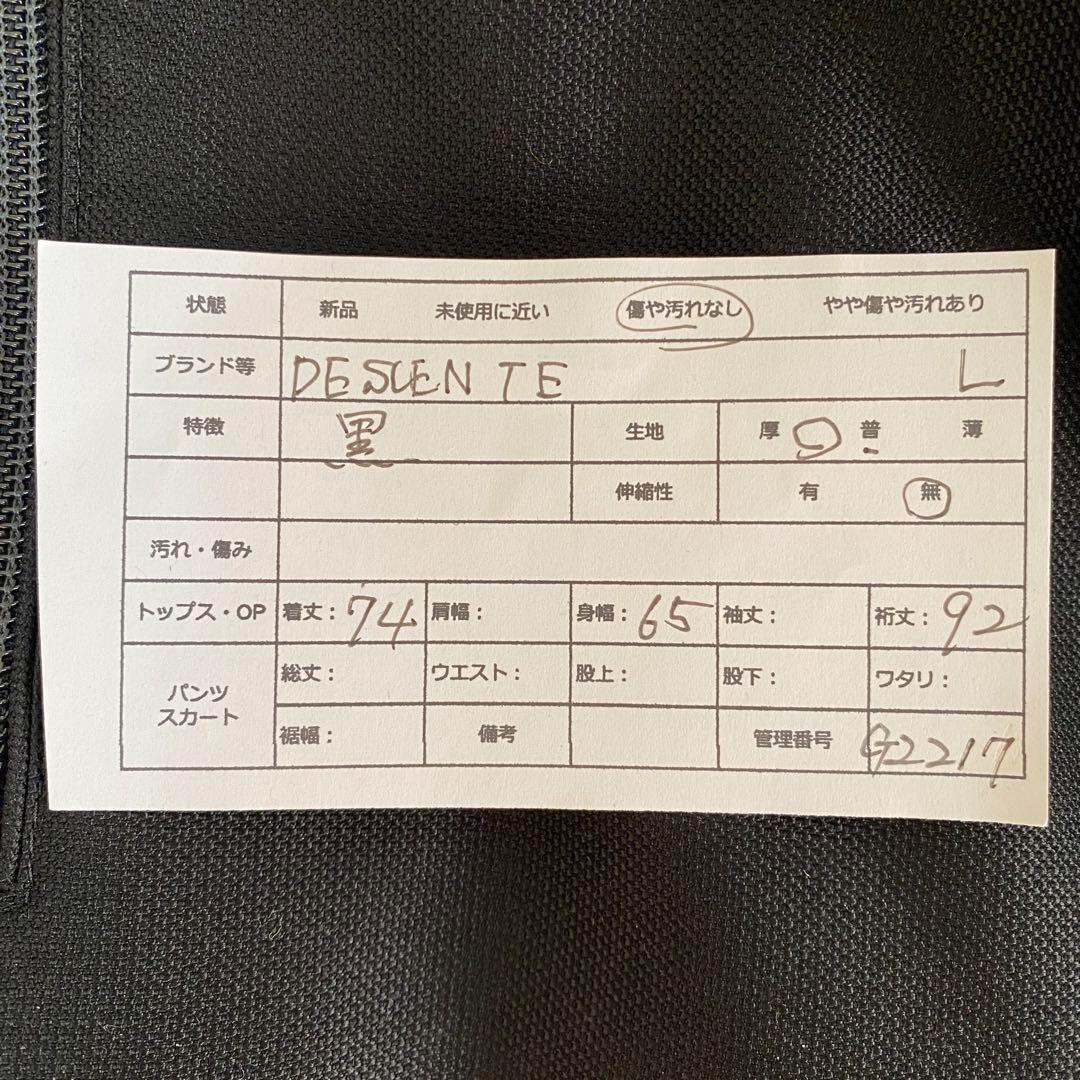 状態 新品 未使用に近い 傷や汚れなし やや傷や汚れあり
ブランド等 DESCENTE L
特徴 黒 生地 厚 普 薄
伸縮性 有 無
汚れ・傷み
トップス・OP 着丈：74 肩幅： 身幅：65 袖丈： 裄丈：92
パンツ スカート 総丈： ウエスト： 股上： 股下： ワタリ：
裾幅： 備考 管理番号 G2217